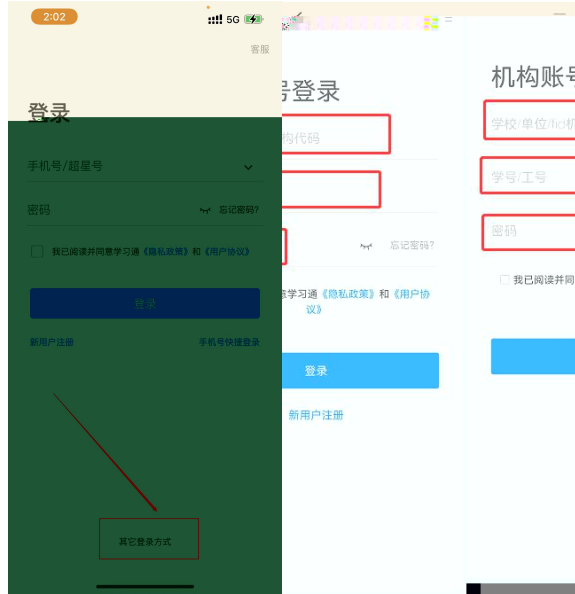 2:02
5G
客服
登录
手机号/超星号
密码
忘记密码?
我已阅读并同意学习通《隐私政策》和《用户协议》
登录
新用户注册
手机号快捷登录
其它登录方式
号登录
构代码
忘记密码?
意学习通《隐私政策》和《用户协
议》
登录
新用户注册
机构账号
学校/单位/fid机
学号/工号
密码
我已阅读并同